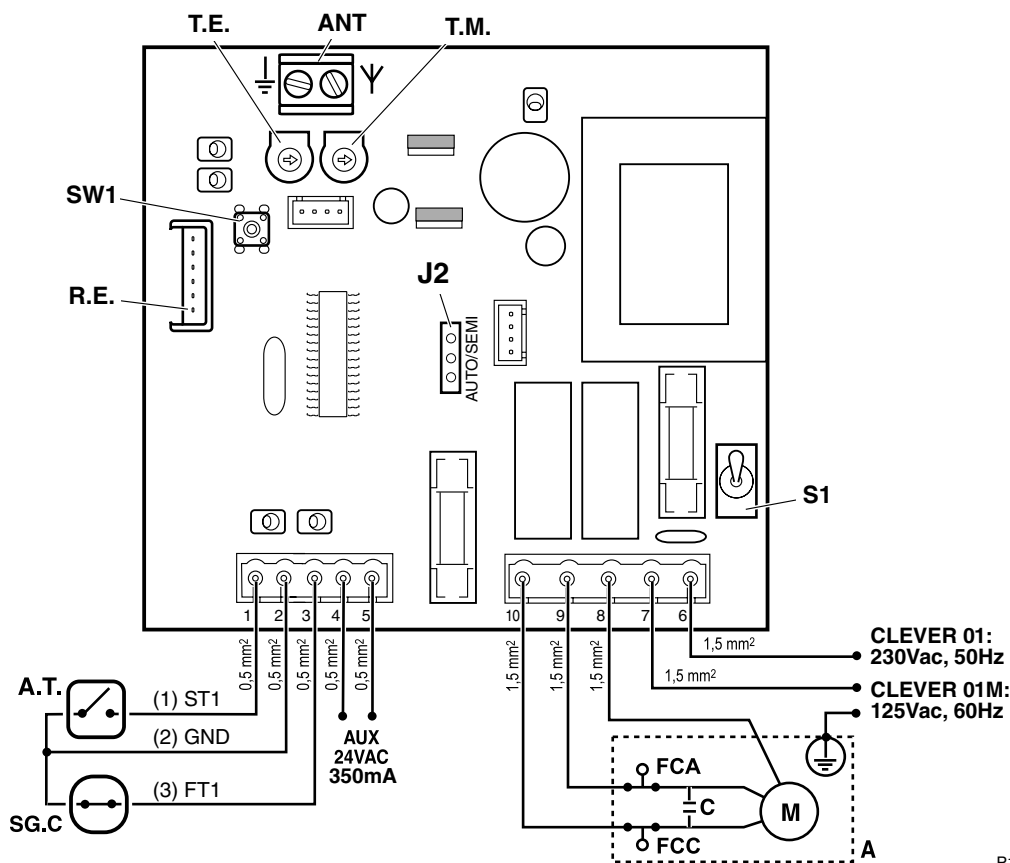 T.E.
ANT
T.M.
SW1
R.E.
J2
AUTO/SEMI
S1
1 2 3 4 5
10 9 8 7 6
0,5 mm²
0,5 mm²
0,5 mm²
0,5 mm²
0,5 mm²
1,5 mm²
1,5 mm²
1,5 mm²
1,5 mm²
1,5 mm²
CLEVER 01:
230Vac, 50Hz
CLEVER 01M:
125Vac, 60Hz
A.T.
(1) ST1
(2) GND
(3) FT1
SG.C
AUX
24VAC
350mA
FCA
C
M
FCC
A